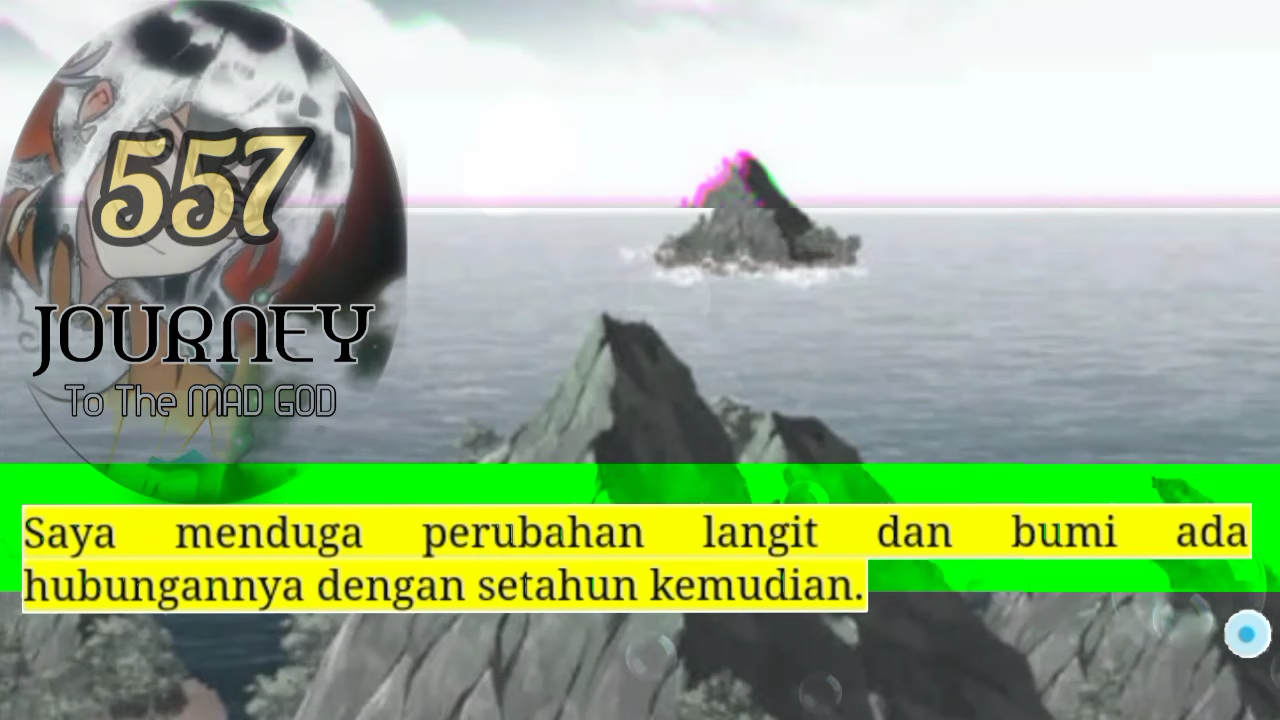 557
JOURNEY
To The MAD GOD
Saya menduga perubahan langit dan bumi ada
hubungannya dengan setahun kemudian.